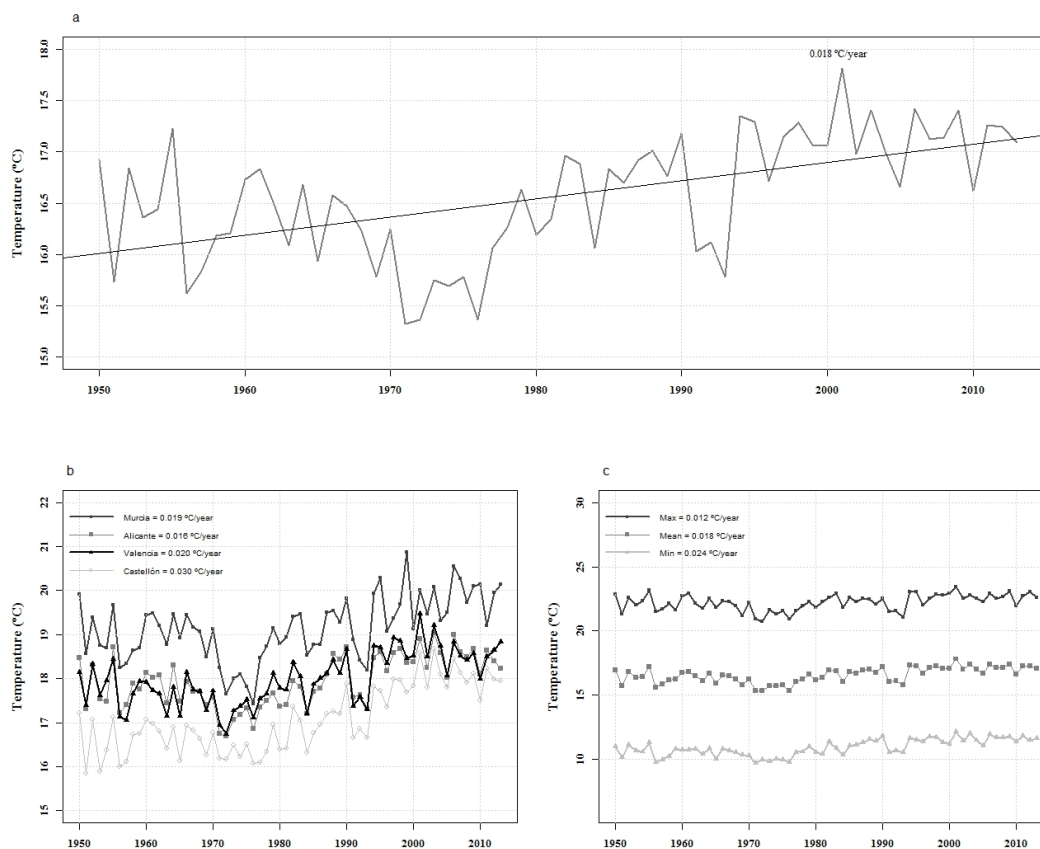 a
0.018 ºC/year
Temperature (ºC)
18.0
17.5
17.0
16.5
16.0
15.5
15.0
1950 1960 1970 1980 1990 2000 2010
b
Murcia = 0.019 ºC/year
Alicante = 0.016 ºC/year
Valencia = 0.020 ºC/year
Castellón = 0.030 ºC/year
Temperature (ºC)
22
21
20
19
18
17
16
15
1950 1960 1970 1980 1990 2000 2010
c
Max = 0.012 ºC/year
Mean = 0.018 ºC/year
Min = 0.024 ºC/year
Temperature (ºC)
30
25
20
15
10
1950 1960 1970 1980 1990 2000 2010